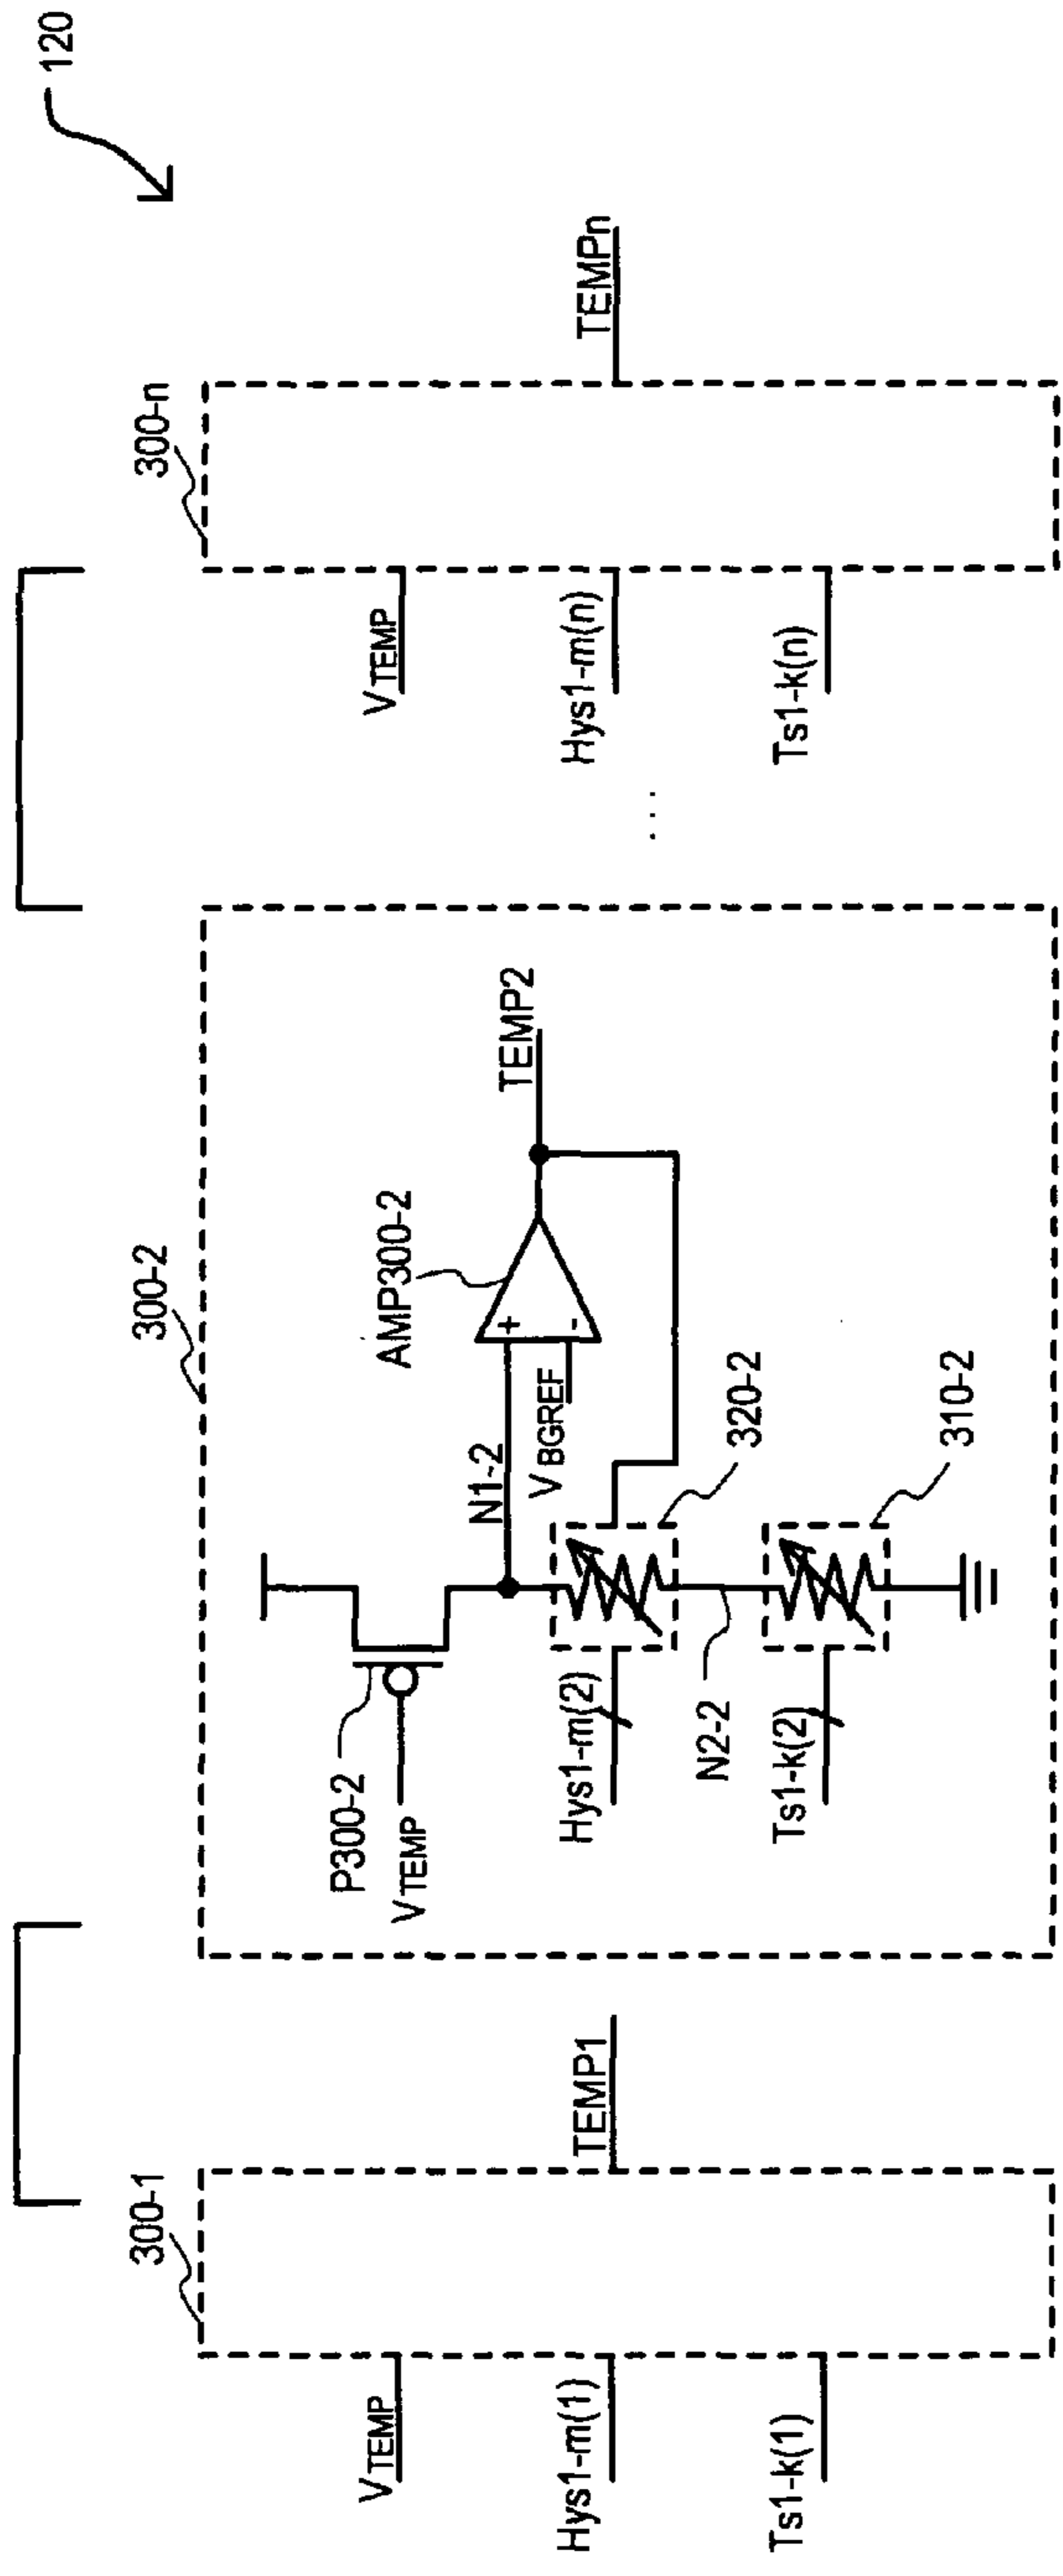 120
300-1
VTEMP
Hys1-m(1)
Ts1-k(1)
TEMP1
300-2
P300-2
VTEMP
Hys1-m(2)
N2-2
Ts1-k(2)
N1-2
VBGREF
+
-
AMP300-2
TEMP2
320-2
310-2
...
300-n
VTEMP
Hys1-m(n)
Ts1-k(n)
TEMPn